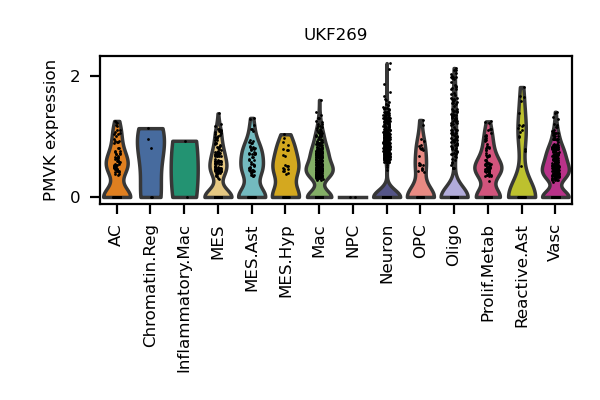 UKF269
PMVK expression
2
0
AC
Chromatin.Reg
Inflammatory.Mac
MES
MES.Ast
MES.Hyp
Mac
NPC
Neuron
OPC
Oligo
Prolif.Metab
Reactive.Ast
Vasc